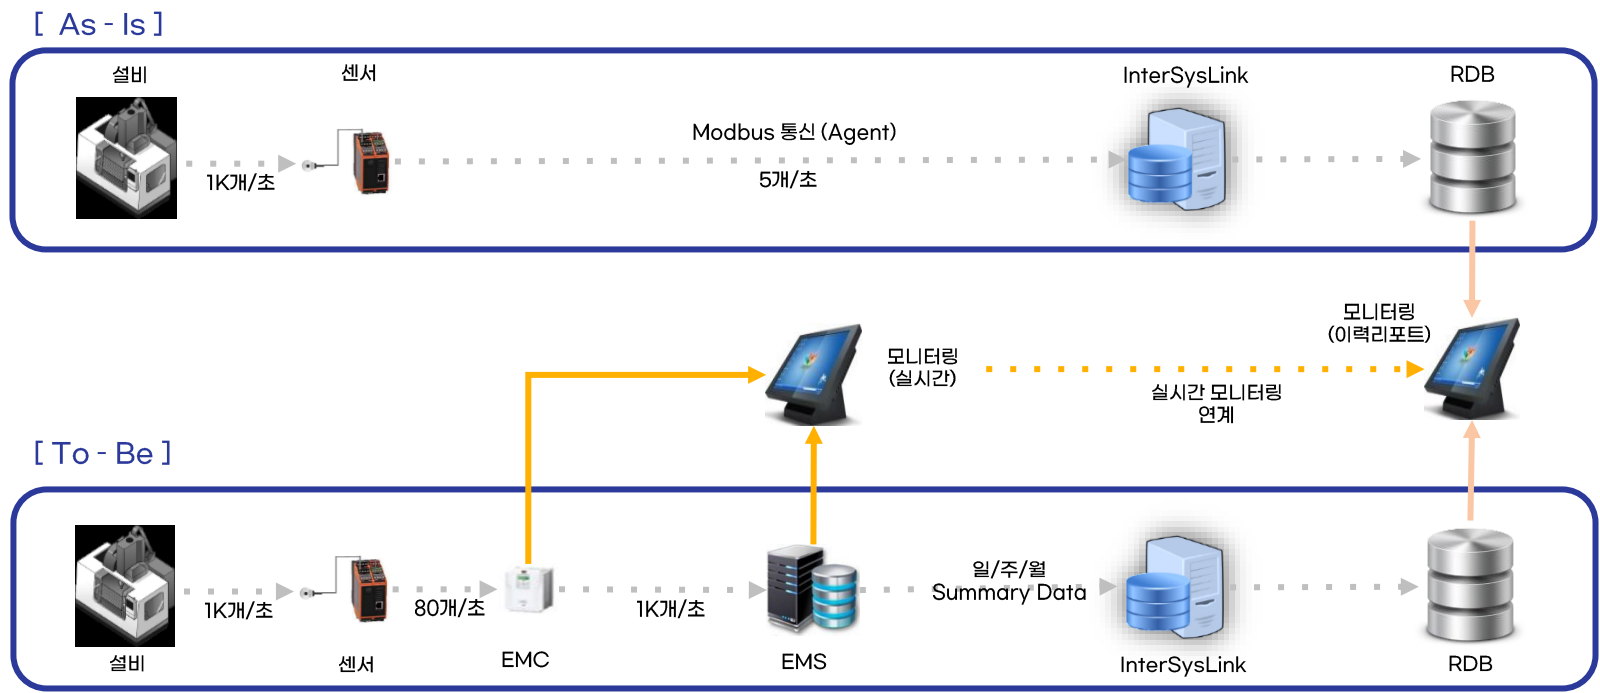 [ As - Is ]
설비
센서
InterSysLink
RDB
Modbus 통신 (Agent)
1K개/초
5개/초
모니터링
(이력리포트)
모니터링
(실시간)
실시간 모니터링
연계
[ To - Be ]
일/주/월
Summary Data
1K개/초
80개/초
1K개/초
설비
센서
EMC
EMS
InterSysLink
RDB